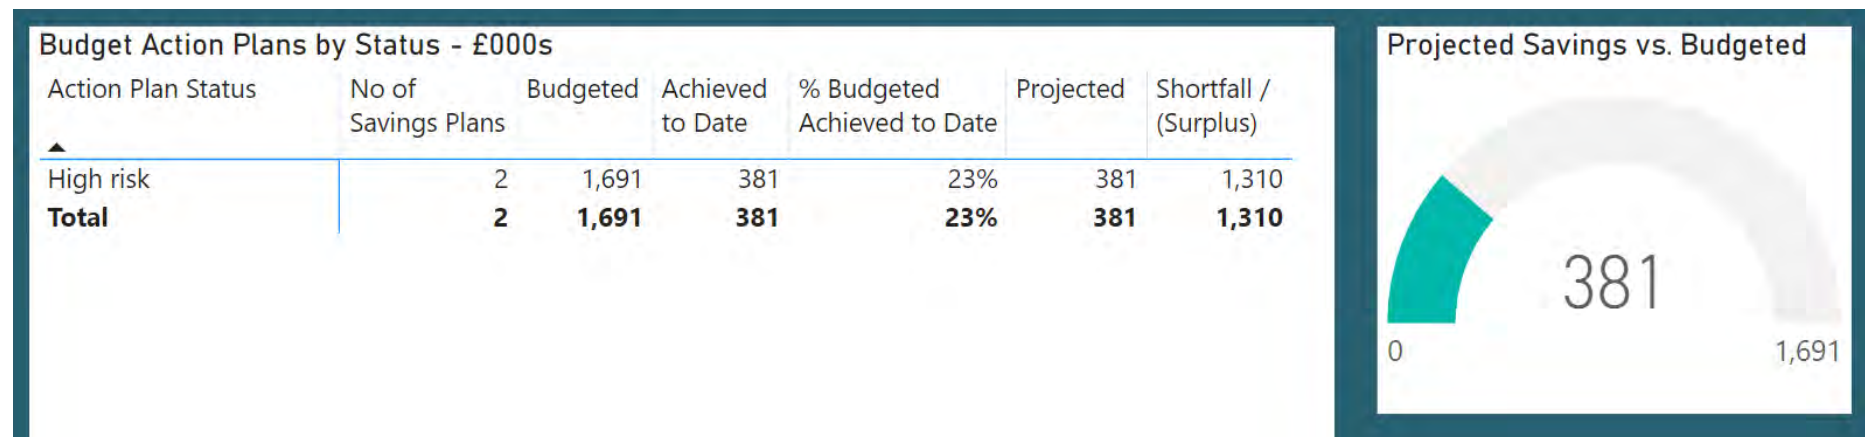 Budget Action Plans by Status - £000s
Action Plan Status No of Savings Plans Budgeted Achieved to Date % Budgeted Achieved to Date Projected Shortfall / (Surplus)
High risk 2 1,691 381 23% 381 1,310
Total 2 1,691 381 23% 381 1,310
Projected Savings vs. Budgeted
381
0 1,691